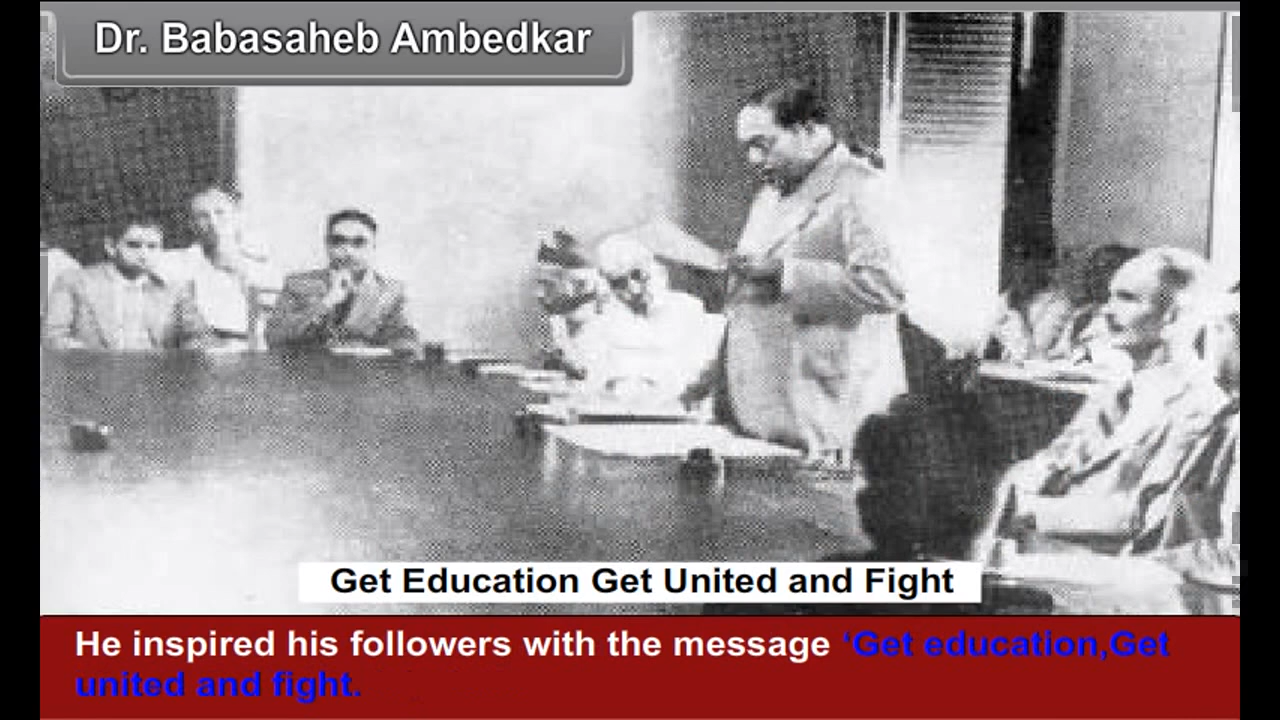 Dr. Babasaheb Ambedkar
Get Education Get United and Fight
He inspired his followers with the message ‘Get education,Get
united and fight.